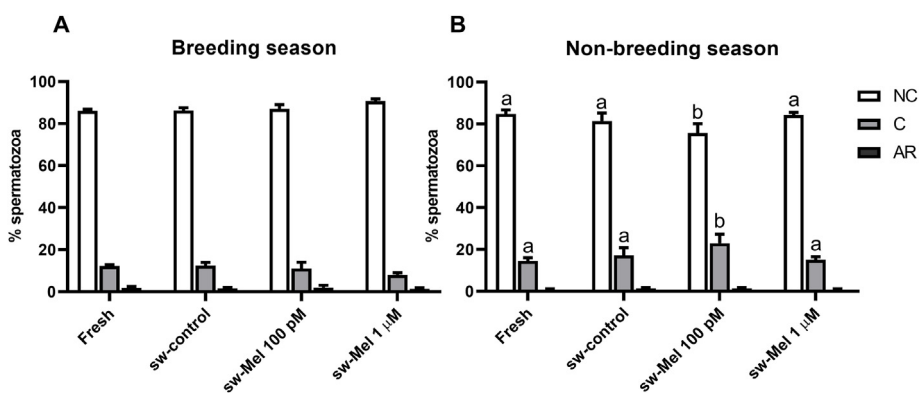 A
Breeding season
% spermatozoa
100
80
60
40
20
0
Fresh
sw-control
sw-Mel 100 pM
sw-Mel 1 μM
B
Non-breeding season
% spermatozoa
100
80
60
40
20
0
a
a
b
a
a
a
b
a
Fresh
sw-control
sw-Mel 100 pM
sw-Mel 1 μM
NC
C
AR